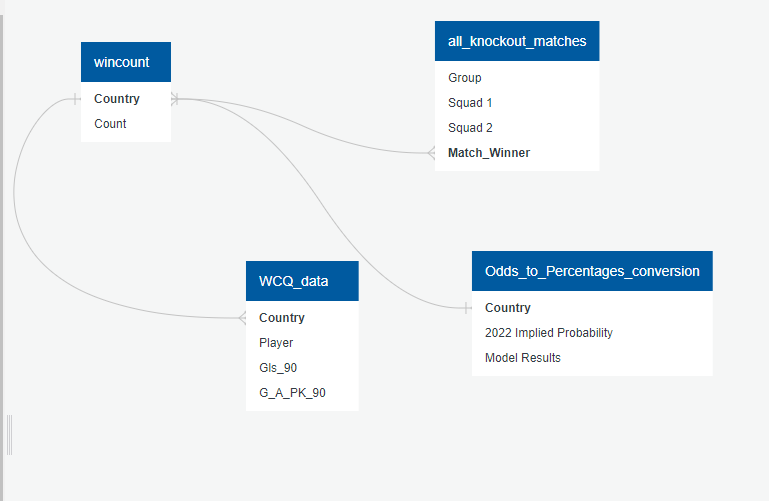 wincount
Country
Count
all_knockout_matches
Group
Squad 1
Squad 2
Match_Winner
WCQ_data
Country
Player
Gls_90
G_A_PK_90
Odds_to_Percentages_conversion
Country
2022 Implied Probability
Model Results